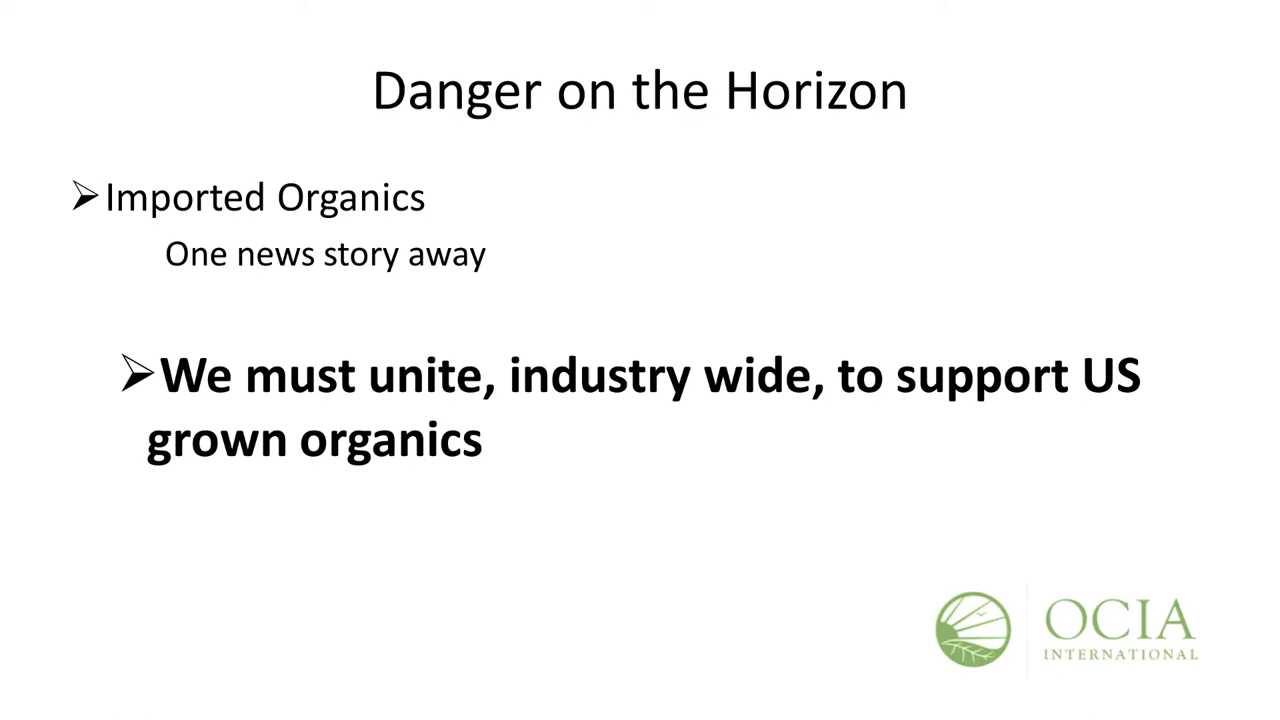 Danger on the Horizon
➢Imported Organics
One news story away
➢We must unite, industry wide, to support US
grown organics
OCIA
INTERNATIONAL